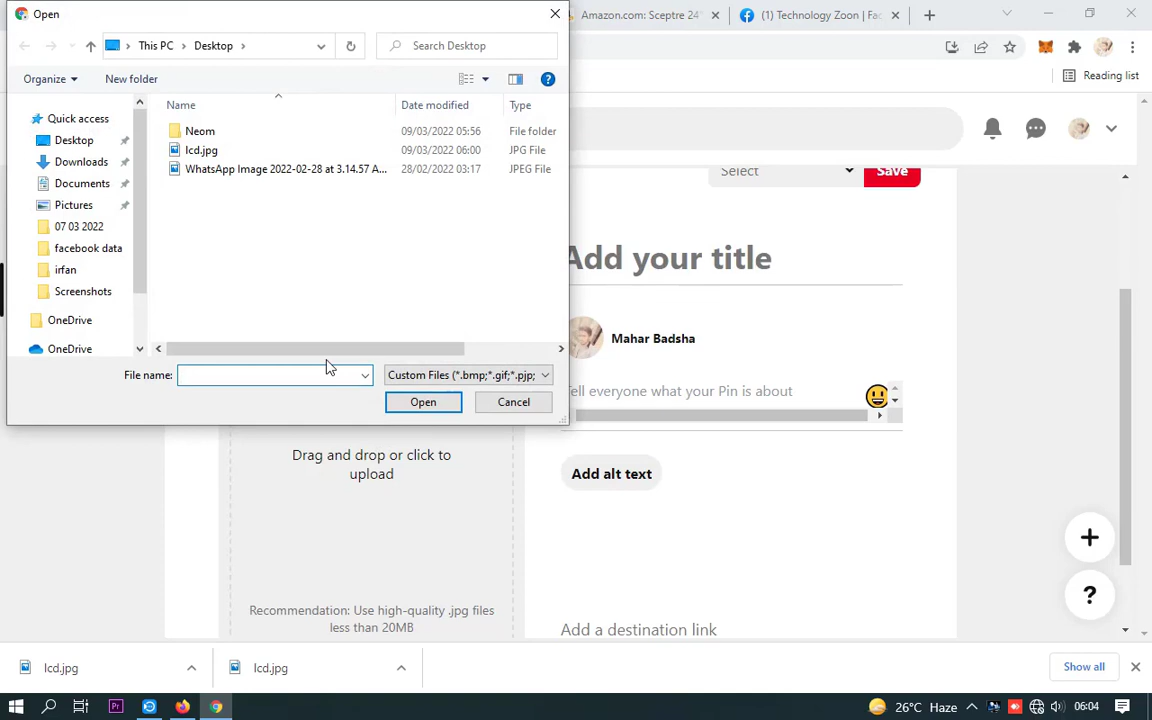 Open
Amazon.com: Sceptre 24"
(1) Technology Zoon | Fac
This PC
Desktop
Search Desktop
Reading list
Organize
New folder
Name
Date modified
Type
Quick access
Desktop
Downloads
Documents
Pictures
07 03 2022
facebook data
irfan
Screenshots
OneDrive
OneDrive
Neom
09/03/2022 05:56
File folder
lcd.jpg
09/03/2022 06:00
JPG File
WhatsApp Image 2022-02-28 at 3.14.57 A...
28/02/2022 03:17
JPEG File
File name:
Custom Files (*.bmp;*.gif;*.pjp;
Open
Cancel
Select
Save
Add your title
Mahar Badsha
Tell everyone what your Pin is about
Add alt text
Drag and drop or click to
upload
Recommendation: Use high-quality .jpg files
less than 20MB
Add a destination link
+
?
lcd.jpg
lcd.jpg
Show all
Pr
26°C
Haze
06:04